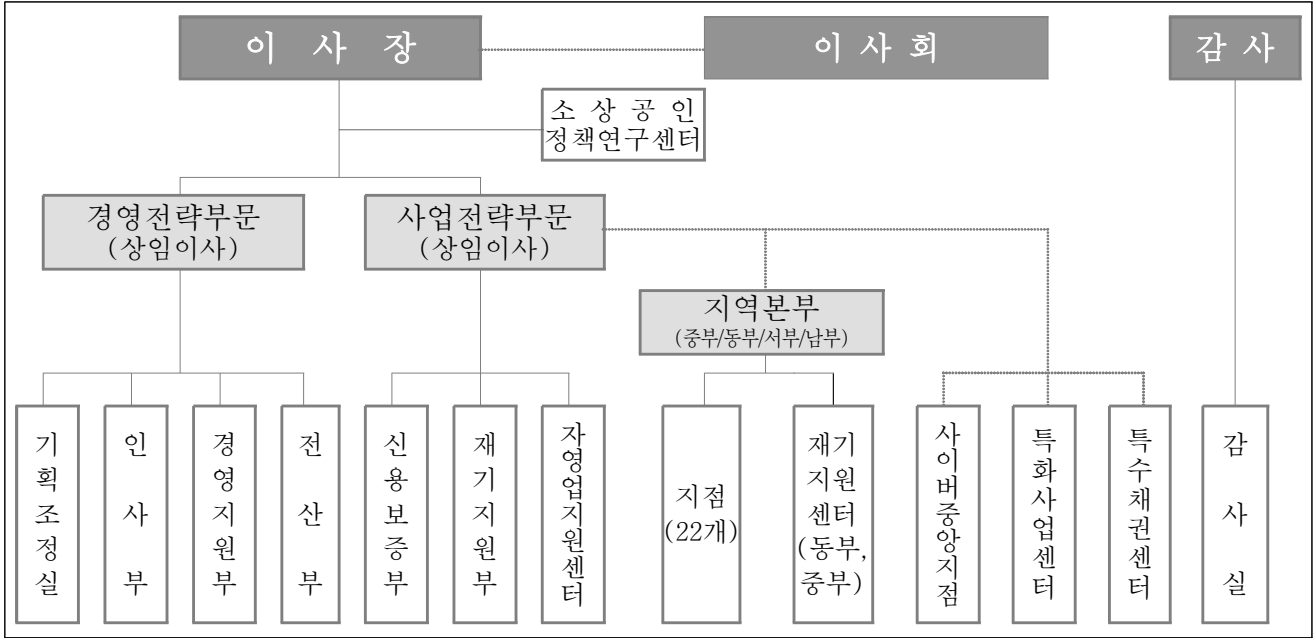 이 사 장
이 사 회
감 사
소 상 공 인
정책연구센터
경영전략부문
(상임이사)
사업전략부문
(상임이사)
지역본부
(중부/동부/서부/남부)
기획조정실
인사부
경영지원부
전산부
신용보증부
재기지원부
자영업지원센터
지점
(22개)
재기
지원
센터
(동부,
중부)
사이버중앙지점
특화사업센터
특수채권센터
감사실